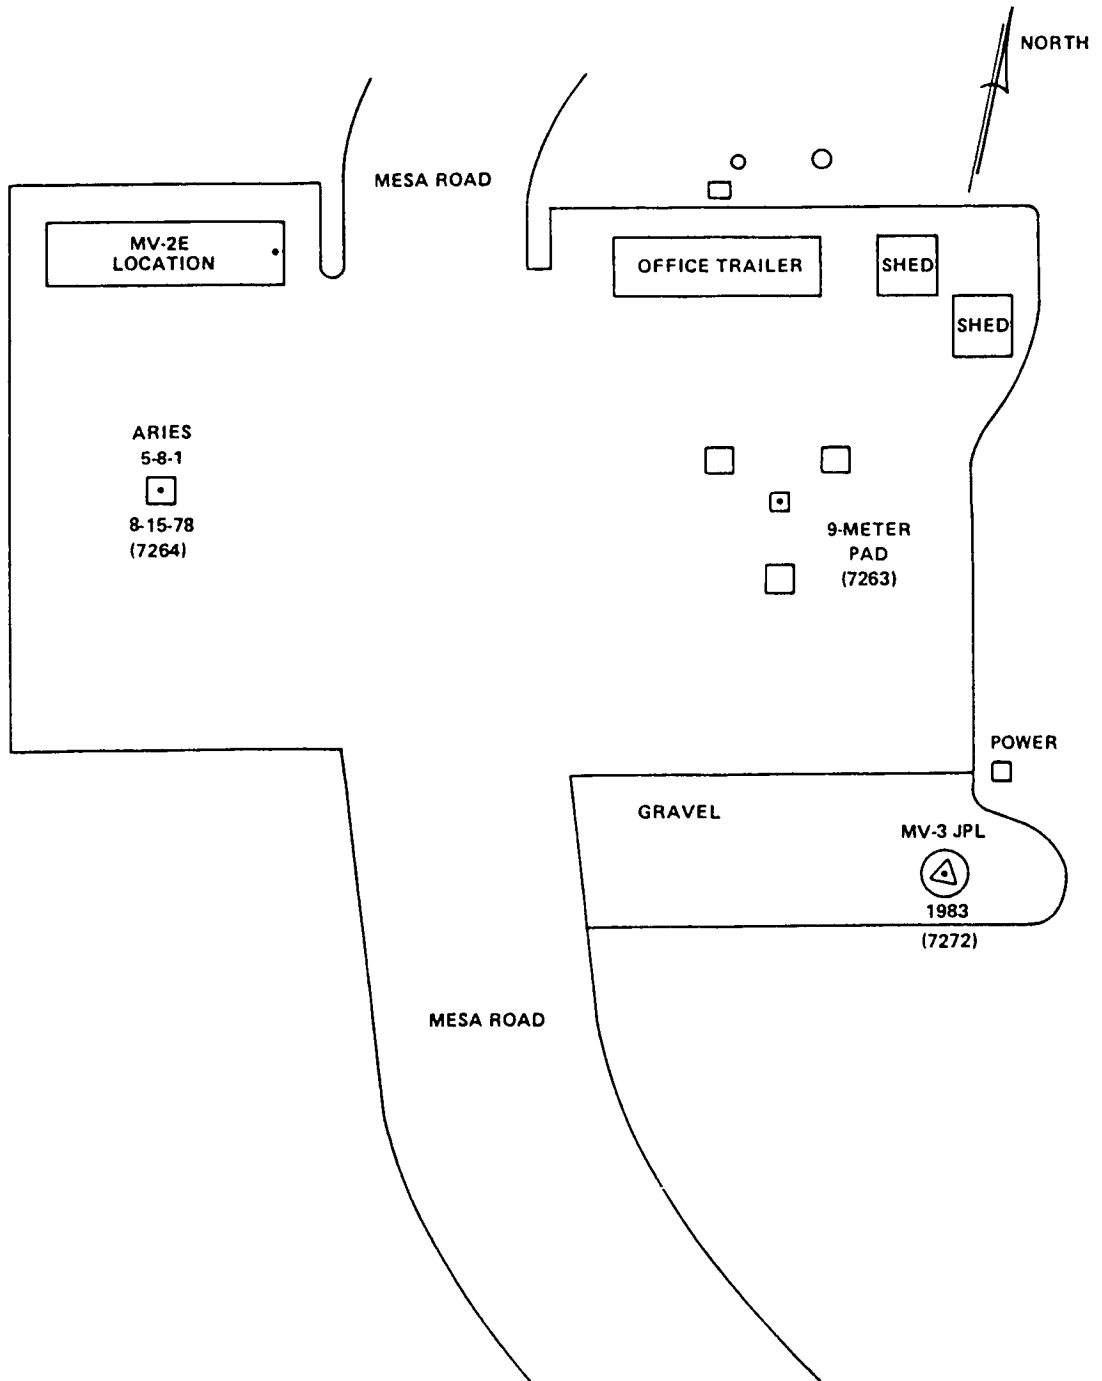 NORTH
MESA ROAD
MV-2E
LOCATION
OFFICE TRAILER
SHED
SHED
ARIES
5-8-1
8-15-78
(7264)
9-METER
PAD
(7263)
POWER
GRAVEL
MV-3 JPL
1983
(7272)
MESA ROAD